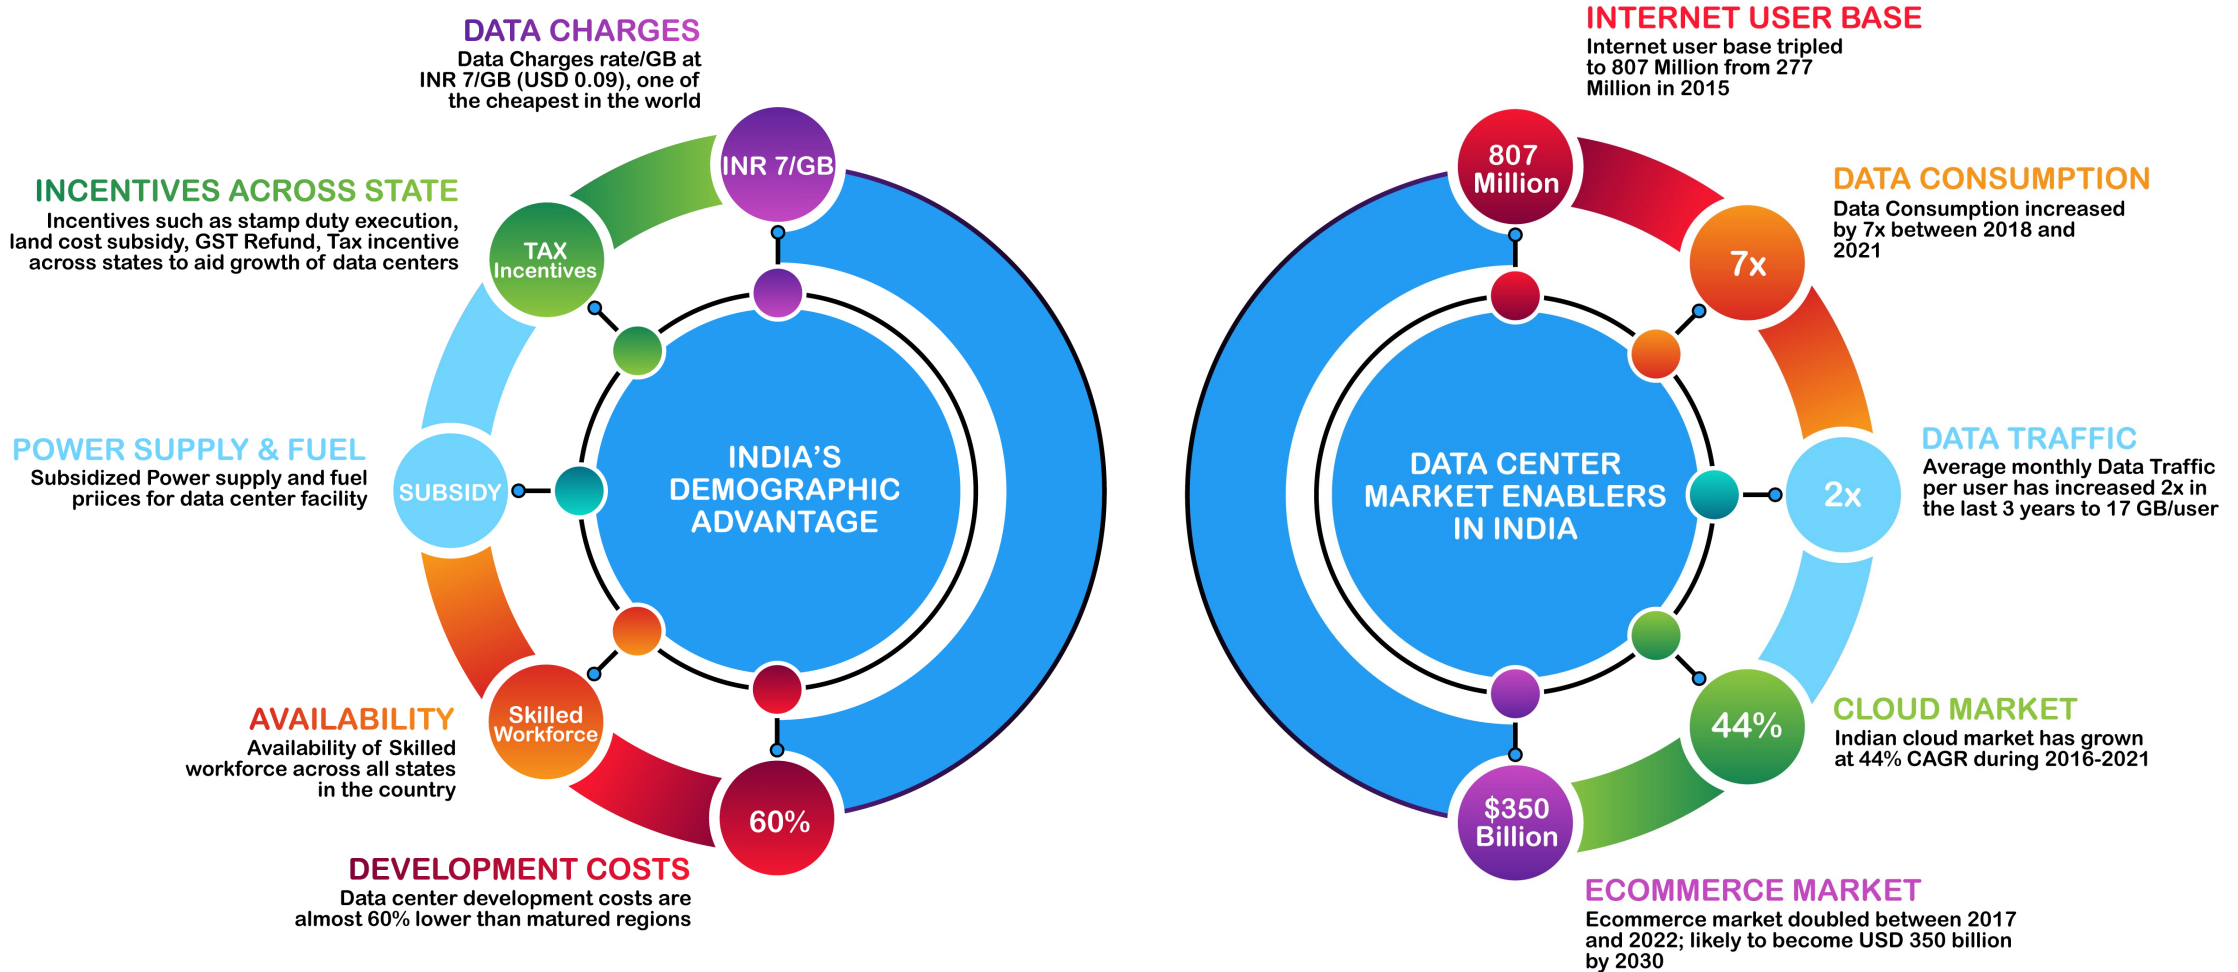 DATA CHARGES
Data Charges rate/GB at
INR 7/GB (USD 0.09), one of
the cheapest in the world
INR 7/GB
INCENTIVES ACROSS STATE
Incentives such as stamp duty execution,
land cost subsidy, GST Refund, Tax incentive
across states to aid growth of data centers
TAX
Incentives
POWER SUPPLY & FUEL
Subsidized Power supply and fuel
priices for data center facility
SUBSIDY
AVAILABILITY
Availability of Skilled
workforce across all states
in the country
Skilled
Workforce
DEVELOPMENT COSTS
Data center development costs are
almost 60% lower than matured regions
60%
INDIA’S
DEMOGRAPHIC
ADVANTAGE
INTERNET USER BASE
Internet user base tripled
to 807 Million from 277
Million in 2015
807
Million
DATA CONSUMPTION
Data Consumption increased
by 7x between 2018 and
2021
7x
DATA TRAFFIC
Average monthly Data Traffic
per user has increased 2x in
the last 3 years to 17 GB/user
2x
CLOUD MARKET
Indian cloud market has grown
at 44% CAGR during 2016-2021
44%
ECOMMERCE MARKET
Ecommerce market doubled between 2017
and 2022; likely to become USD 350 billion
by 2030
$350
Billion
DATA CENTER
MARKET ENABLERS
IN INDIA